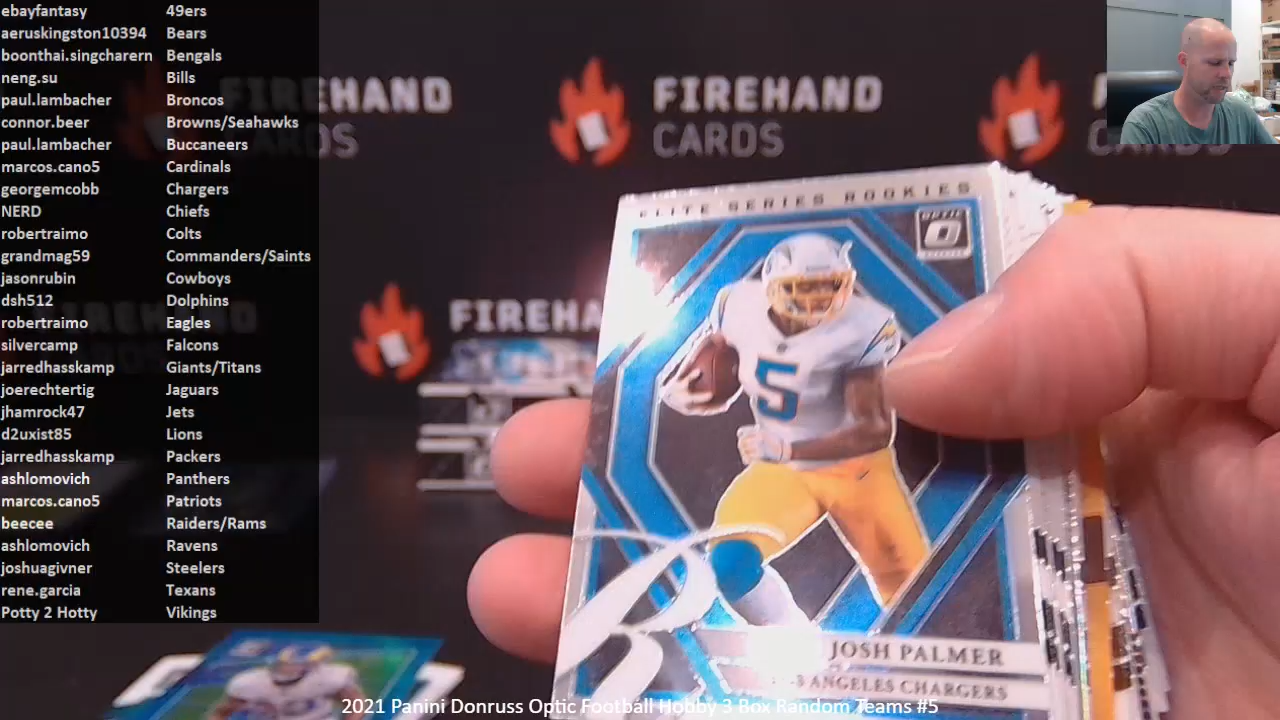 ebayfantasy 49ers
aeruskingston10394 Bears
boonthai.singcharern Bengals
neng.su Bills
paul.lambacher Broncos
connor.beer Browns/Seahawks
paul.lambacher Buccaneers
marcos.cano5 Cardinals
georgemcobb Chargers
NERD Chiefs
robertraimo Colts
grandmag59 Commanders/Saints
jasonrubin Cowboys
dsh512 Dolphins
robertraimo Eagles
silvercamp Falcons
jarredhasskamp Giants/Titans
joerechtertig Jaguars
jhamrock47 Jets
d2uxist85 Lions
jarredhasskamp Packers
ashlomovich Panthers
marcos.cano5 Patriots
beecee Raiders/Rams
ashlomovich Ravens
joshuagivner Steelers
rene.garcia Texans
Potty 2 Hotty Vikings
FIREHAND
CARDS
FIREHAND
CARDS
FIREHA
ELITE SERIES ROOKIES
OPTIC
5
JOSH PALMER
ANGELES CHARGERS
2021 Panini Donruss Optic Football Hobby 3 Box Random Teams #5